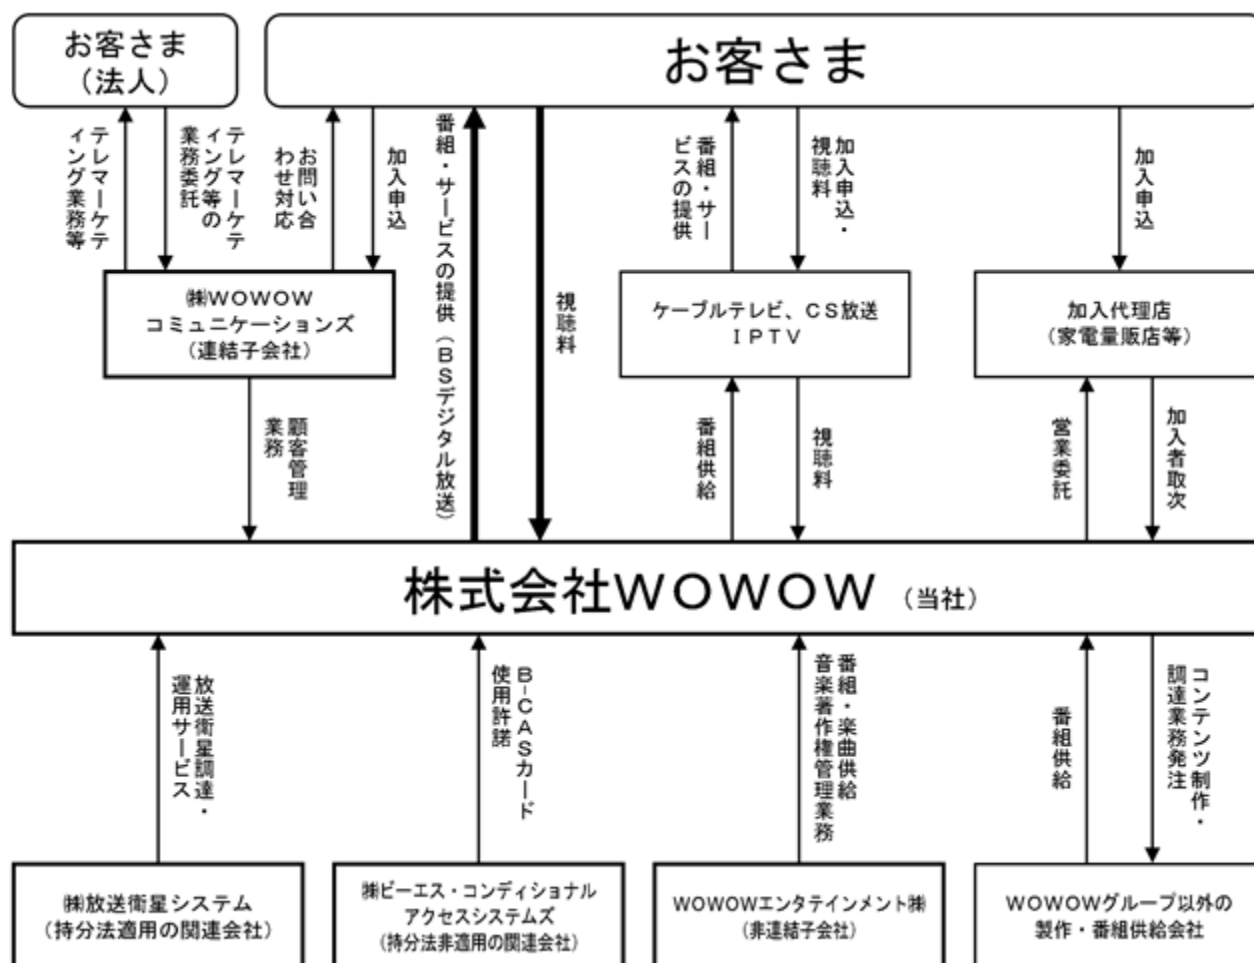 お客さま
（法人）
お客さま
テレマーケテ
ィング業務等
テレマーケテ
ィング等の
業務委託
お問い合
わせ対応
加入申込
番組・サービスの提供（ＢＳデジタル放送）
視聴料
番組・サー
ビスの提供
加入申込・
視聴料
加入申込
㈱ＷＯＷＯＷ
コミュニケーションズ
（連結子会社）
ケーブルテレビ、ＣＳ放送
ＩＰＴＶ
加入代理店
（家電量販店等）
顧客管理
業務
番組供給
視聴料
営業委託
加入者取次
株式会社ＷＯＷＯＷ（当社）
放送衛星調達・
運用サービス
Ｂ-ＣＡＳカード
使用許諾
番組・楽曲供給
音楽著作権管理業務
番組供給
コンテンツ制作・
調達業務発注
㈱放送衛星システム
（持分法適用の関連会社）
㈱ビーエス・コンディショナル
アクセスシステムズ
（持分法非適用の関連会社）
WOWOWエンタテインメント㈱
（非連結子会社）
ＷＯＷＯＷグループ以外の
製作・番組供給会社